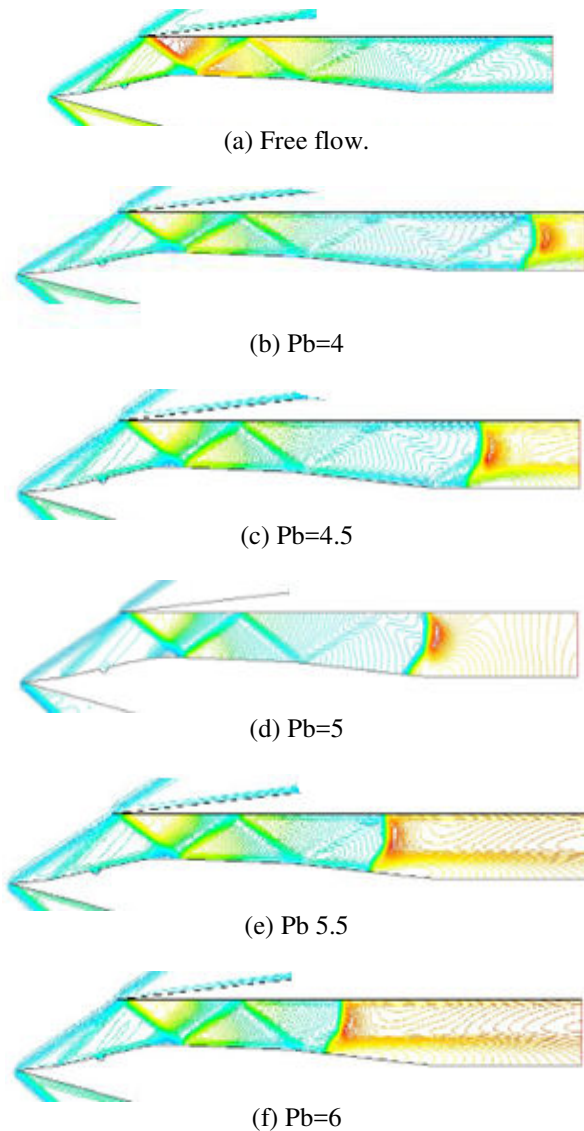 (a) Free flow.
(b) Pb=4
(c) Pb=4.5
(d) Pb=5
(e) Pb 5.5
(f) Pb=6